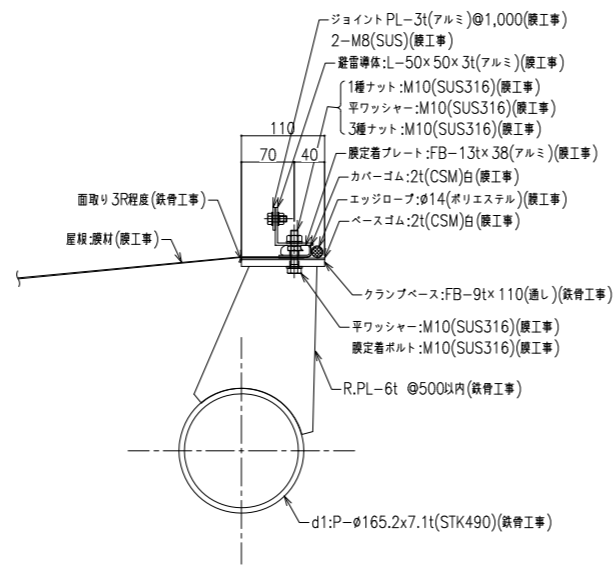 ジョイントPL-3t(アルミ)@1,000(膜工事)
2-M8(SUS)(膜工事)
避雷導体:L-50×50×3t(アルミ)(膜工事)
1種ナット:M10(SUS316)(膜工事)
平ワッシャー:M10(SUS316)(膜工事)
3種ナット:M10(SUS316)(膜工事)
110
70 40
膜定着プレート:FB-13t×38(アルミ)(膜工事)
カバーゴム:2t(CSM)白(膜工事)
面取り3R程度(鉄骨工事)
エッジロープ:ø14(ポリエステル)(膜工事)
ベースゴム:2t(CSM)白(膜工事)
屋根:膜材(膜工事)
クランプベース:FB-9t×110(通し)(鉄骨工事)
平ワッシャー:M10(SUS316)(膜工事)
膜定着ボルト:M10(SUS316)(膜工事)
R.PL-6t @500以内(鉄骨工事)
d1:P-ø165.2x7.1t(STK490)(鉄骨工事)